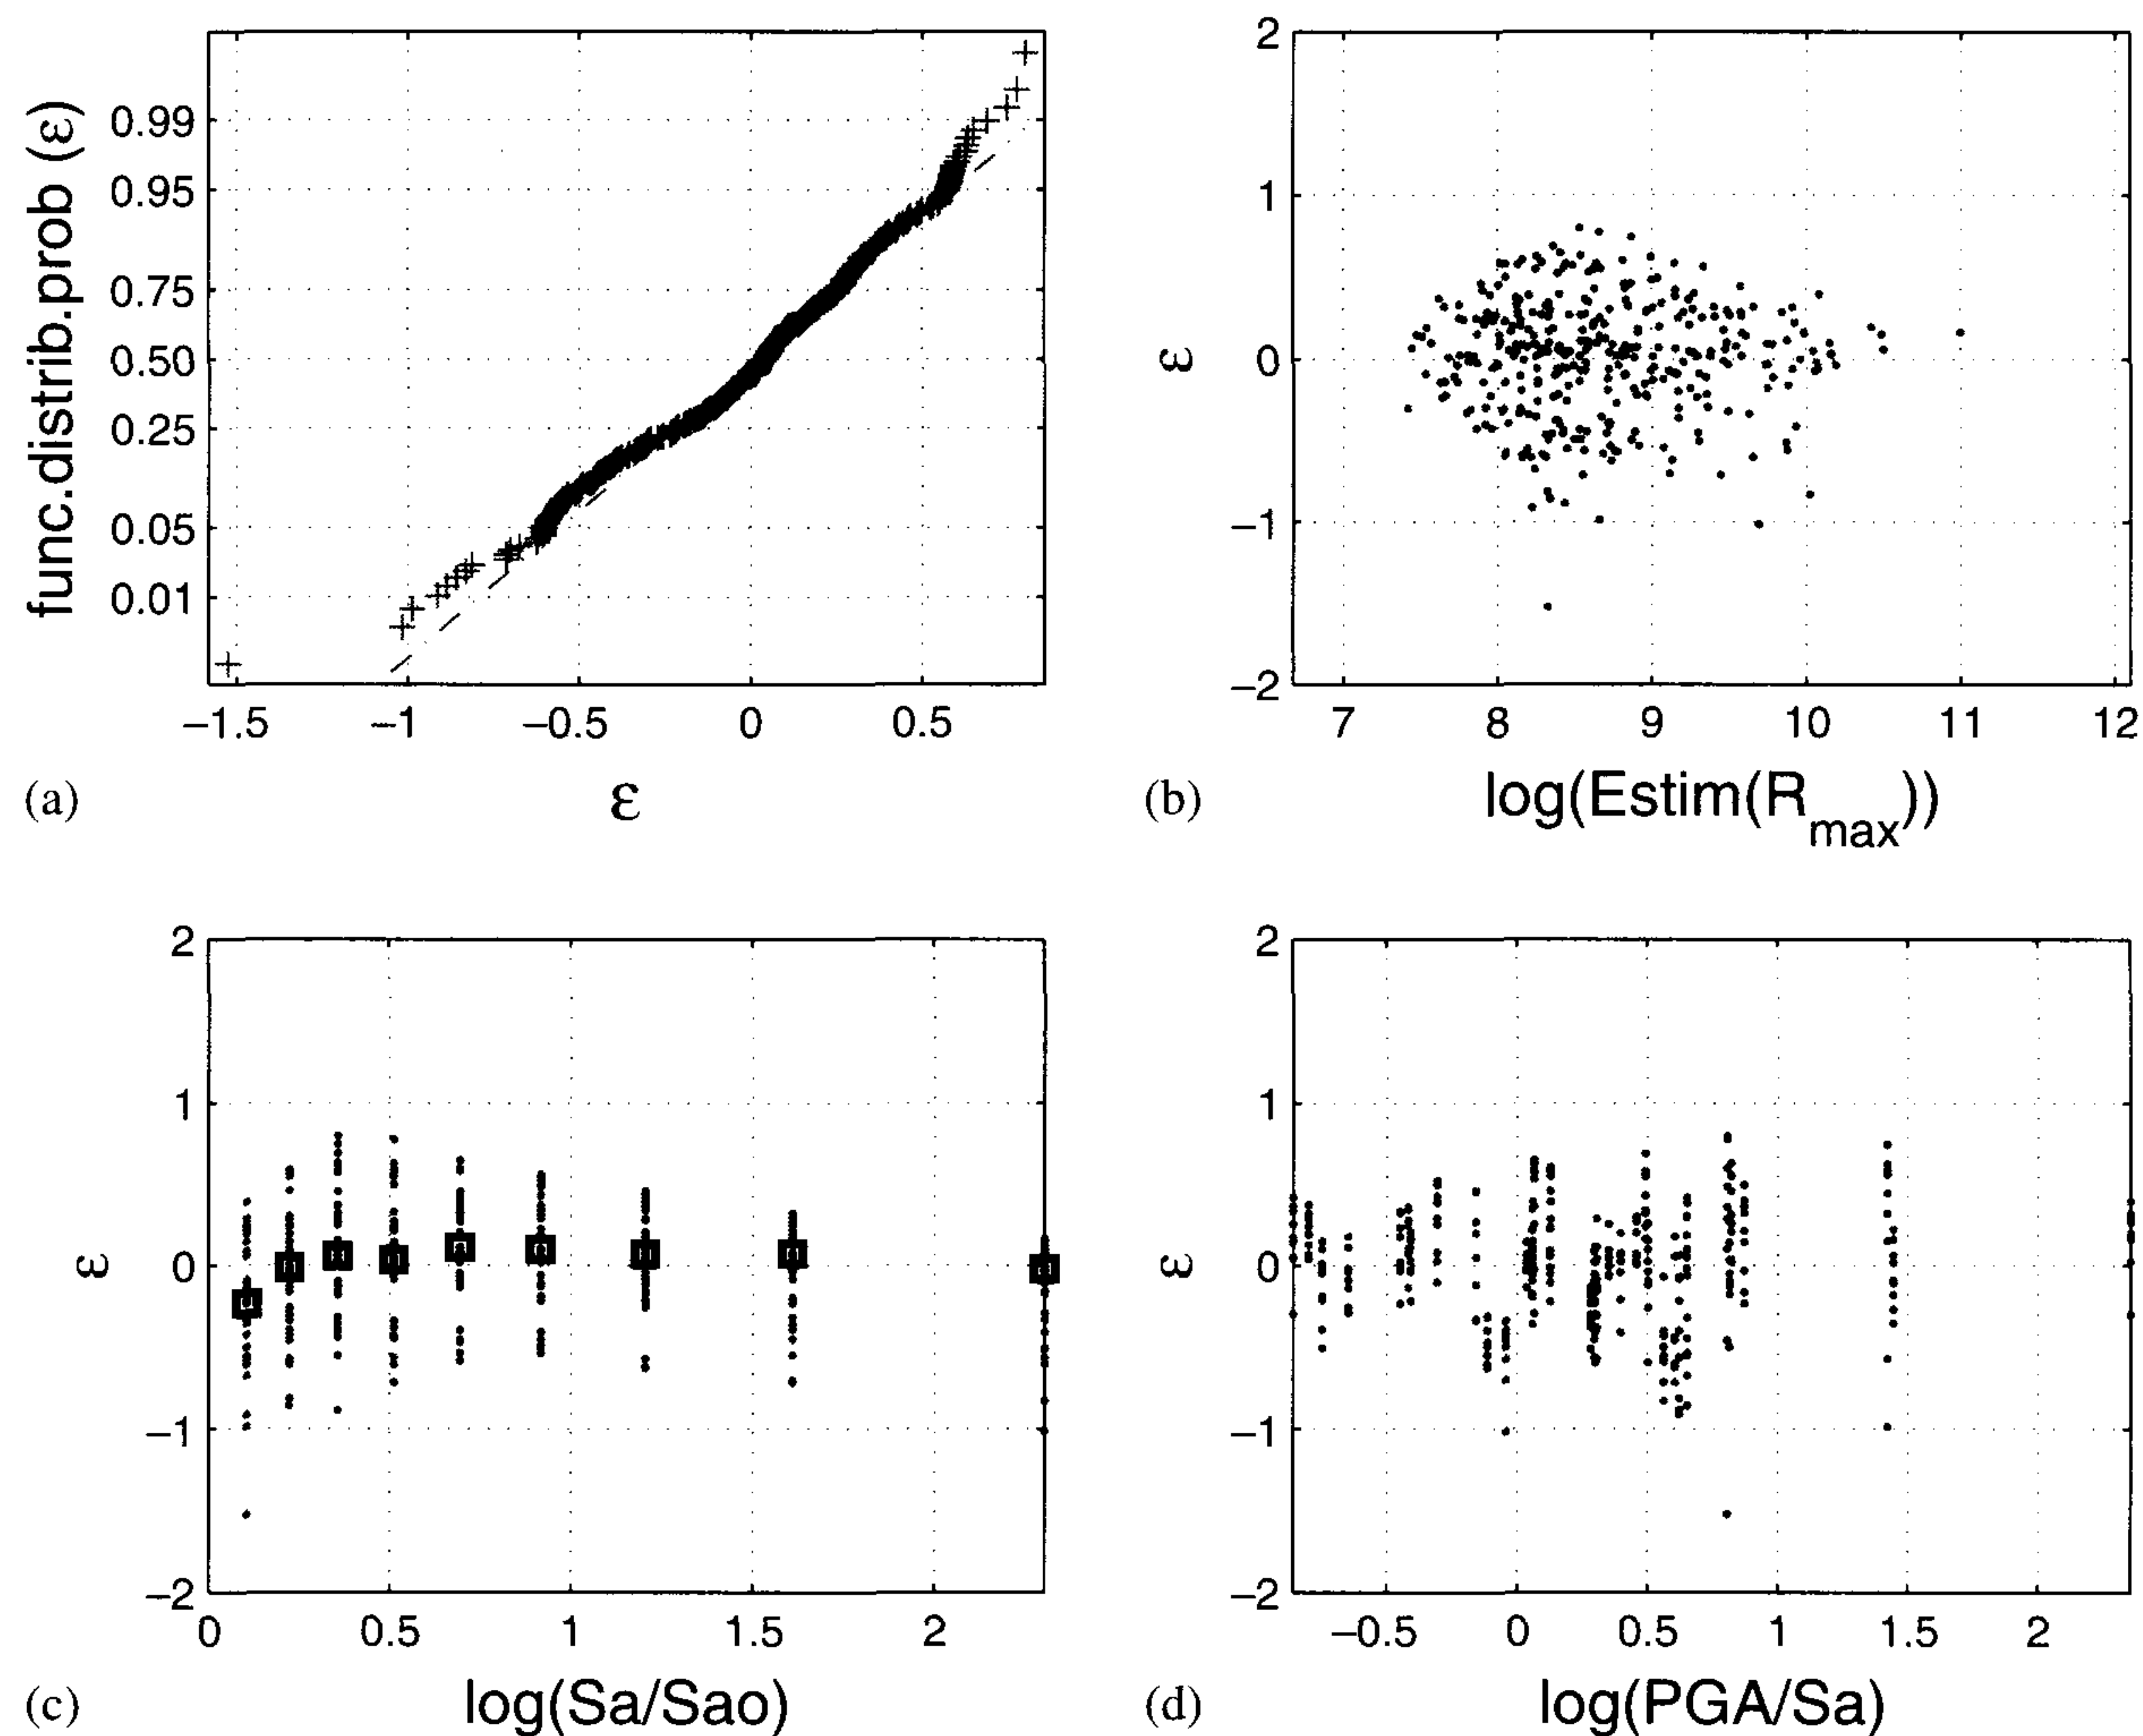 func.distrib.prob (ε)
0.99
0.95
0.75
0.50
0.25
0.05
0.01
−1.5 −1 −0.5 0 0.5
(a)
ε
ε
2
1
0
−1
−2
7 8 9 10 11 12
(b)
log(Estim(R_max))
ε
2
1
0
−1
−2
0 0.5 1 1.5 2
(c)
log(Sa/Sao)
ε
2
1
0
−1
−2
−0.5 0 0.5 1 1.5 2
(d)
log(PGA/Sa)